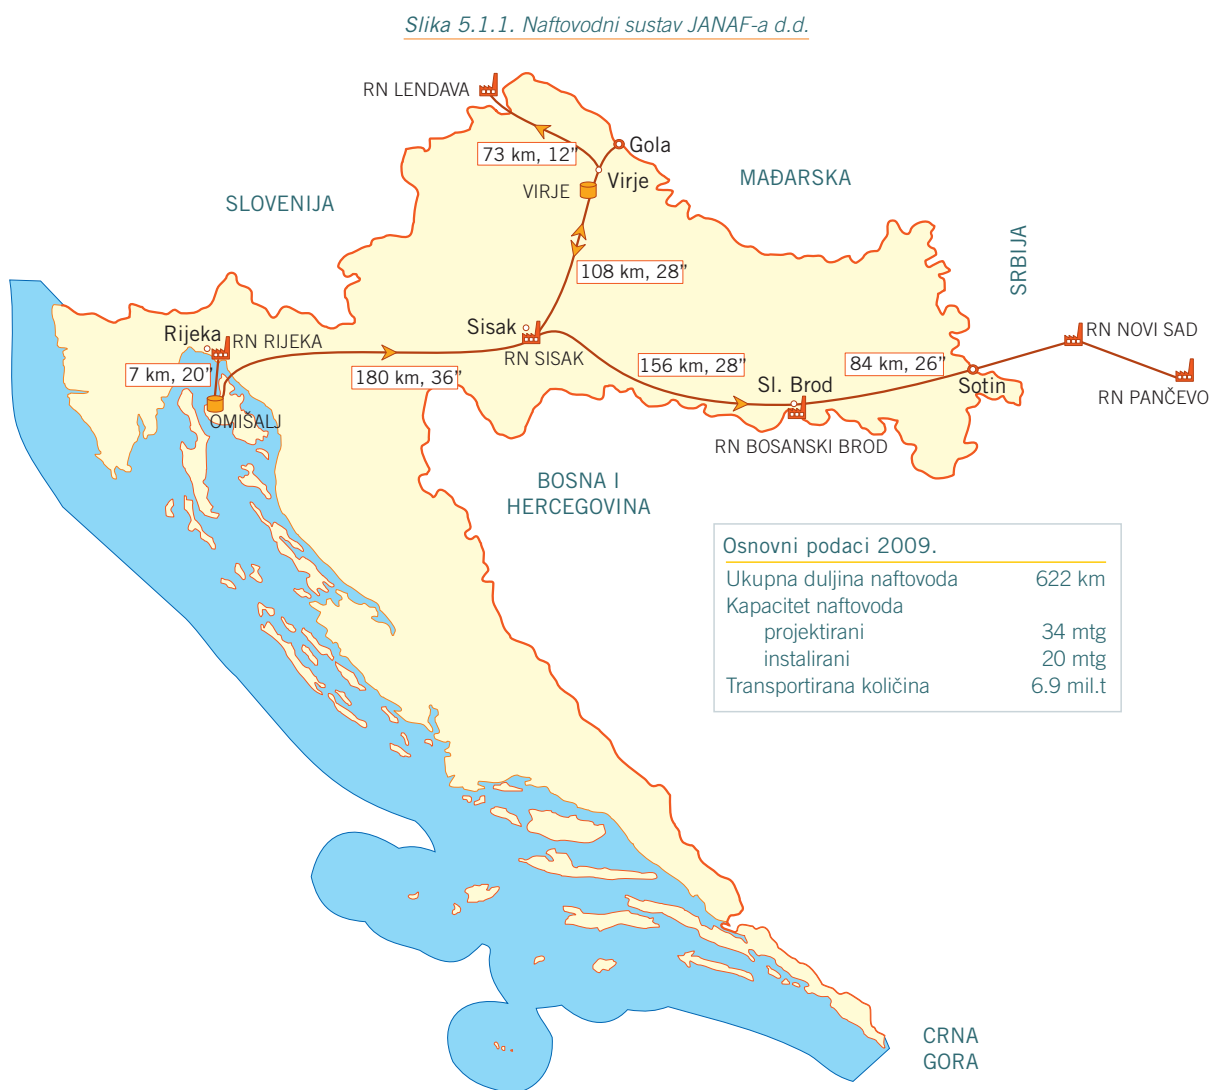 Slika 5.1.1. Naftovodni sustav JANAF-a d.d.
RN LENDAVA
73 km, 12”
Gola
Virje
VIRJE
MAĐARSKA
SLOVENIJA
SRBIJA
108 km, 28”
Rijeka
RN RIJEKA
Sisak
RN SISAK
7 km, 20”
180 km, 36”
OMIŠALJ
156 km, 28”
84 km, 26”
Sl. Brod
Sotin
RN NOVI SAD
RN PANČEVO
RN BOSANSKI BROD
BOSNA I
HERCEGOVINA
Osnovni podaci 2009.
Ukupna duljina naftovoda 622 km
Kapacitet naftovoda
projektirani 34 mtg
instalirani 20 mtg
Transportirana količina 6.9 mil.t
CRNA
GORA